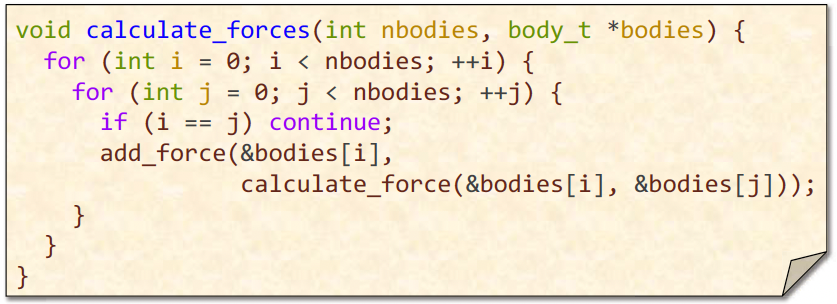 void calculate_forces(int nbodies, body_t *bodies) {
  for (int i = 0; i < nbodies; ++i) {
    for (int j = 0; j < nbodies; ++j) {
      if (i == j) continue;
      add_force(&bodies[i],
                calculate_force(&bodies[i], &bodies[j]));
    }
  }
}